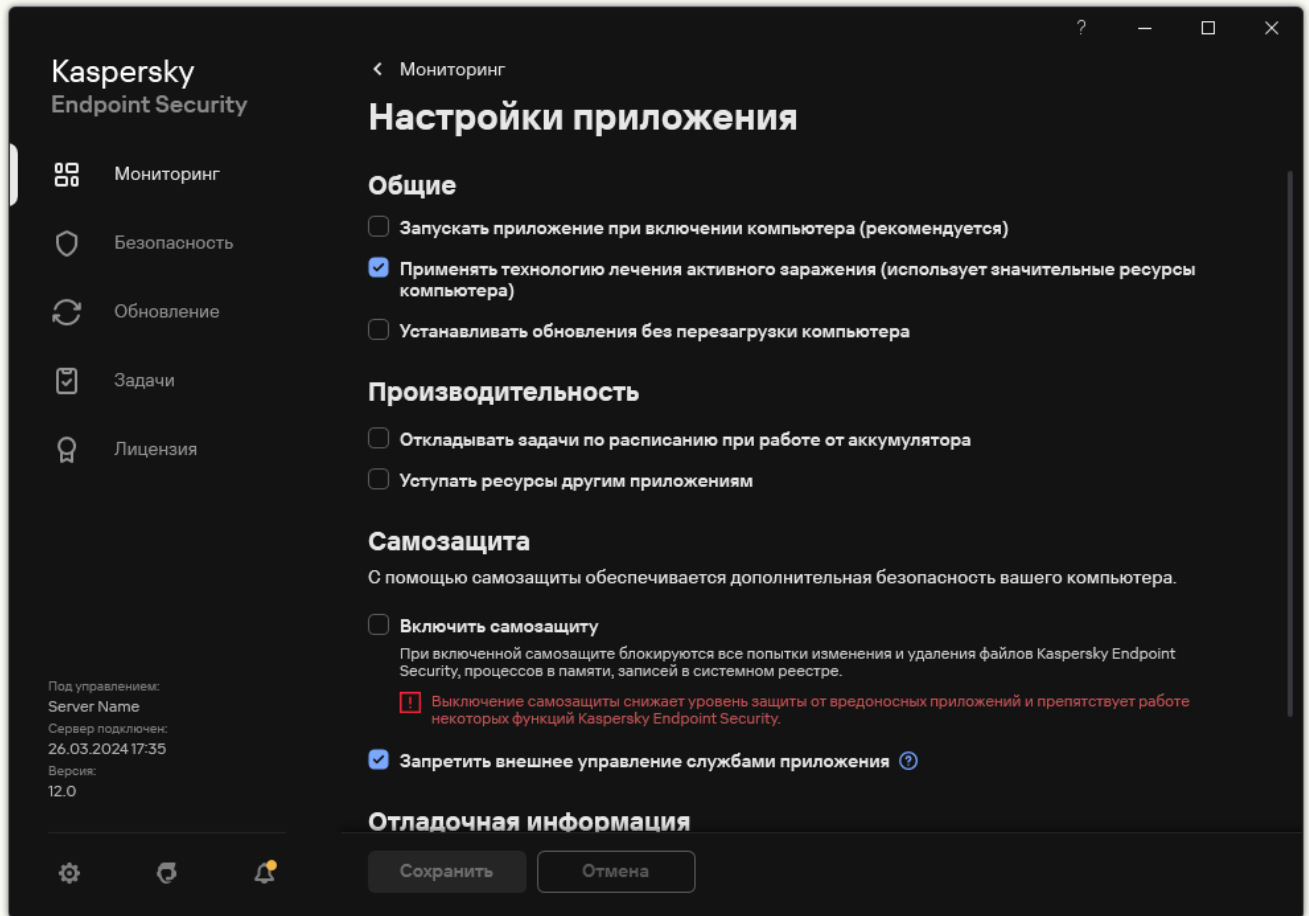 ?
Kaspersky
Endpoint Security
Мониторинг
Безопасность
Обновление
Задачи
Лицензия
Под управлением:
Server Name
Сервер подключен:
26.03.2024 17:35
Версия:
12.0
Мониторинг
Настройки приложения
Общие
Запускать приложение при включении компьютера (рекомендуется)
Применять технологию лечения активного заражения (использует значительные ресурсы
компьютера)
Устанавливать обновления без перезагрузки компьютера
Производительность
Откладывать задачи по расписанию при работе от аккумулятора
Уступать ресурсы другим приложениям
Самозащита
С помощью самозащиты обеспечивается дополнительная безопасность вашего компьютера.
Включить самозащиту
При включенной самозащите блокируются все попытки изменения и удаления файлов Kaspersky Endpoint
Security, процессов в памяти, записей в системном реестре.
Выключение самозащиты снижает уровень защиты от вредоносных приложений и препятствует работе
некоторых функций Kaspersky Endpoint Security.
Запретить внешнее управление службами приложения ?
Отладочная информация
Сохранить
Отмена